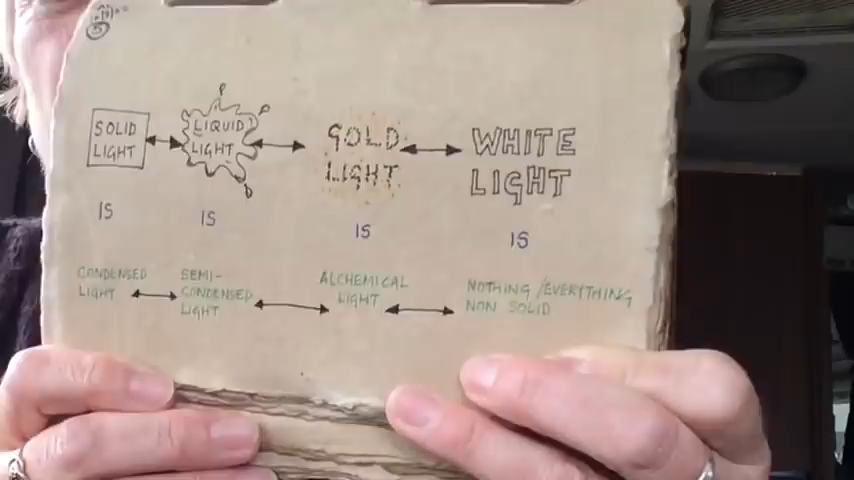 5
SOLID
LIGHT
LIQUID
LIGHT
GOLD
LIGHT
WHITE
LIGHT
IS
IS
IS
IS
CONDENSED
LIGHT
SEMI-
CONDENSED
LIGHT
ALCHEMICAL
LIGHT
NOTHING/EVERYTHING
NON SOLID